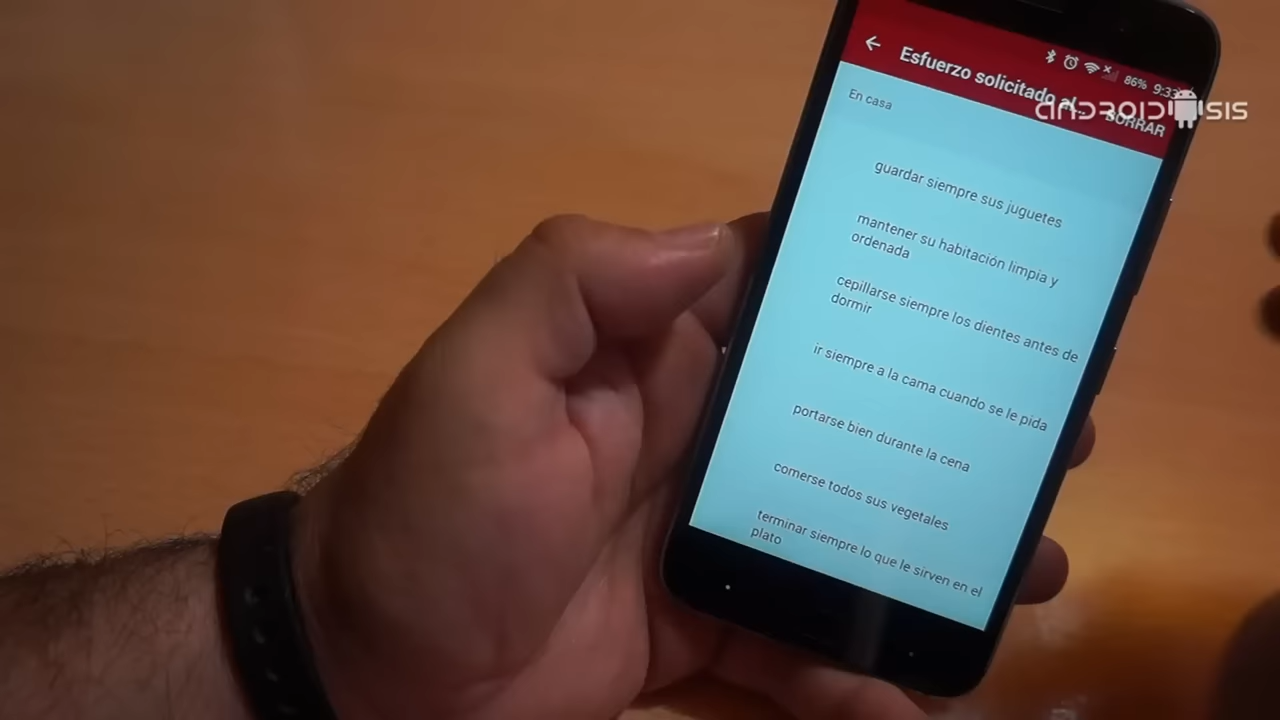 86% 9:33
Esfuerzo solicitado al...
BORRAR
ANDROIDSIS
En casa
guardar siempre sus juguetes
mantener su habitación limpia y
ordenada
cepillarse siempre los dientes antes de
dormir
ir siempre a la cama cuando se le pida
portarse bien durante la cena
comerse todos sus vegetales
terminar siempre lo que le sirven en el
plato